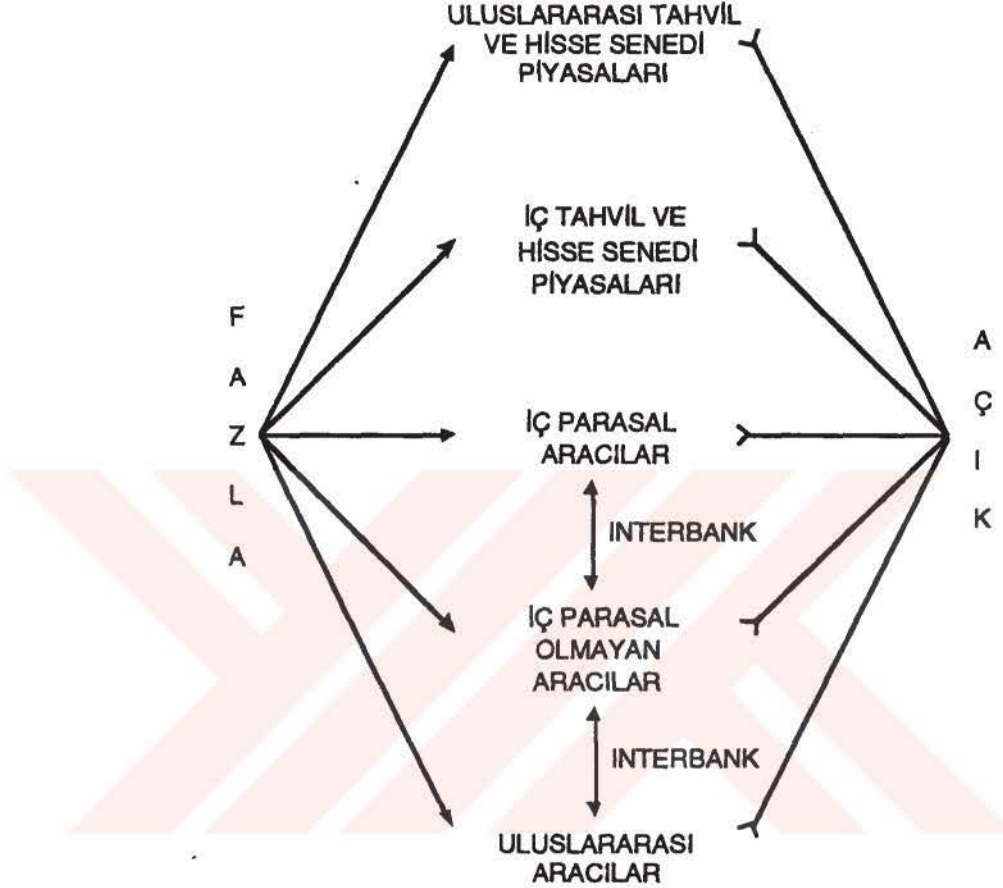 ULUSLARARASI TAHVİL
VE HİSSE SENEDİ
PİYASALARI
İÇ TAHVİL VE
HİSSE SENEDİ
PİYASALARI
F
A
Z
L
A
A
Ç
I
K
İÇ PARASAL
ARACILAR
INTERBANK
İÇ PARASAL
OLMAYAN
ARACILAR
INTERBANK
ULUSLARARASI
ARACILAR